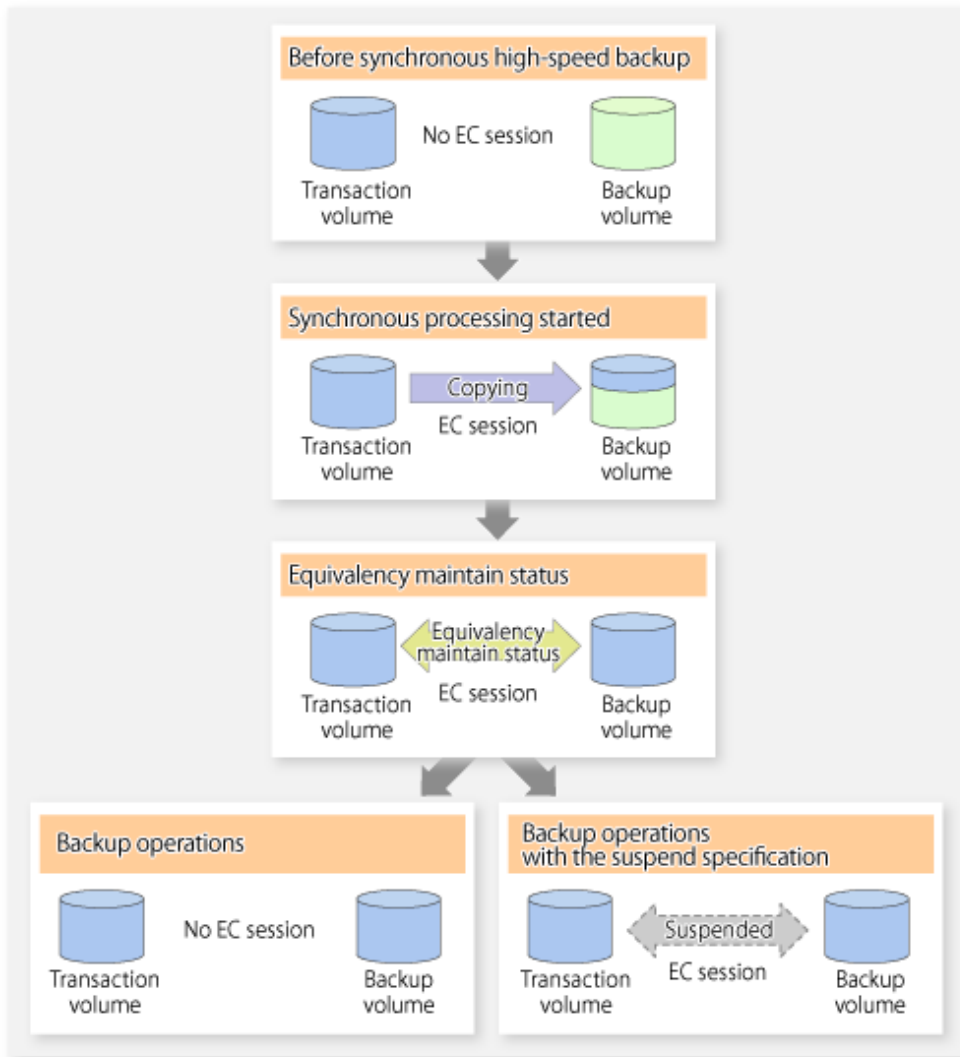 Before synchronous high-speed backup
No EC session
Transaction
volume
Backup
volume
Synchronous processing started
Copying
EC session
Transaction
volume
Backup
volume
Equivalency maintain status
Equivalency
maintain status
EC session
Transaction
volume
Backup
volume
Backup operations
No EC session
Transaction
volume
Backup
volume
Backup operations
with the suspend specification
Suspended
EC session
Transaction
volume
Backup
volume